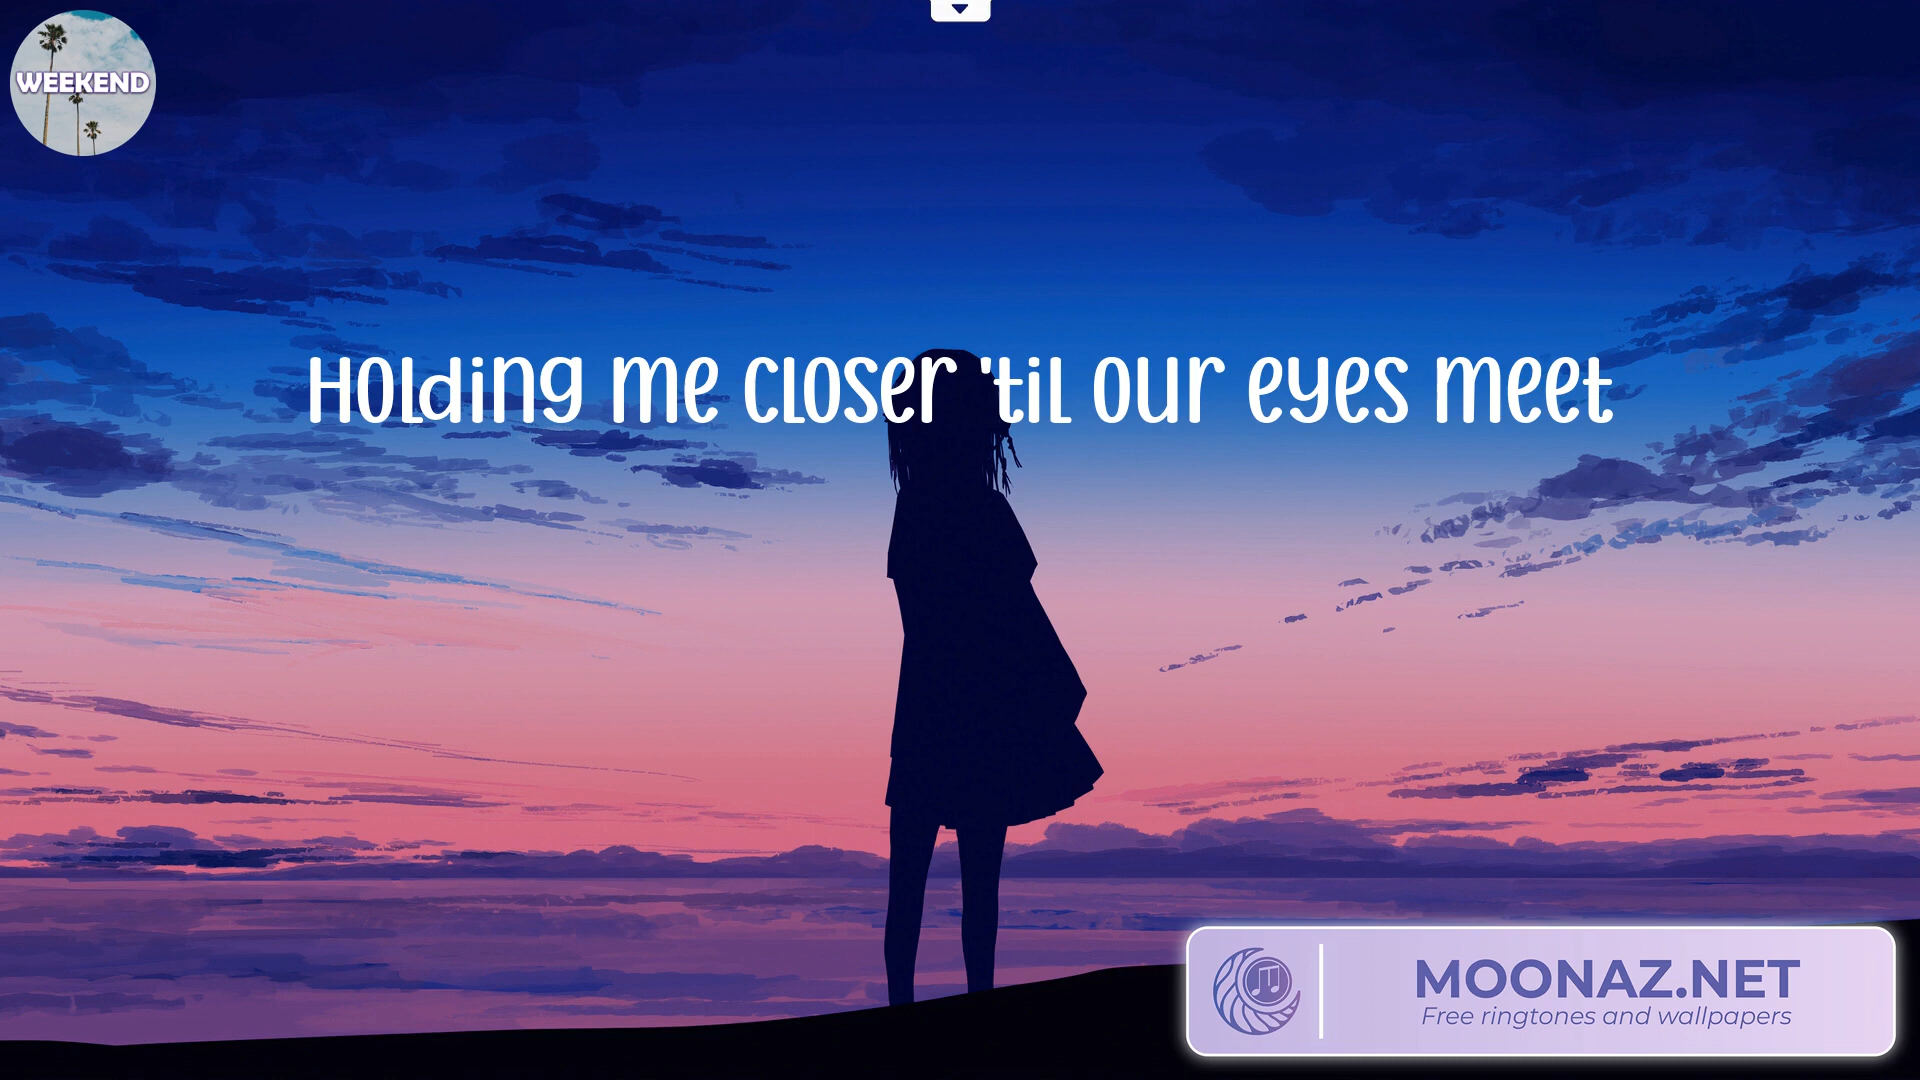 WEEKEND
Holding me closer 'til our eyes meet
MOONAZ.NET
Free ringtones and wallpapers